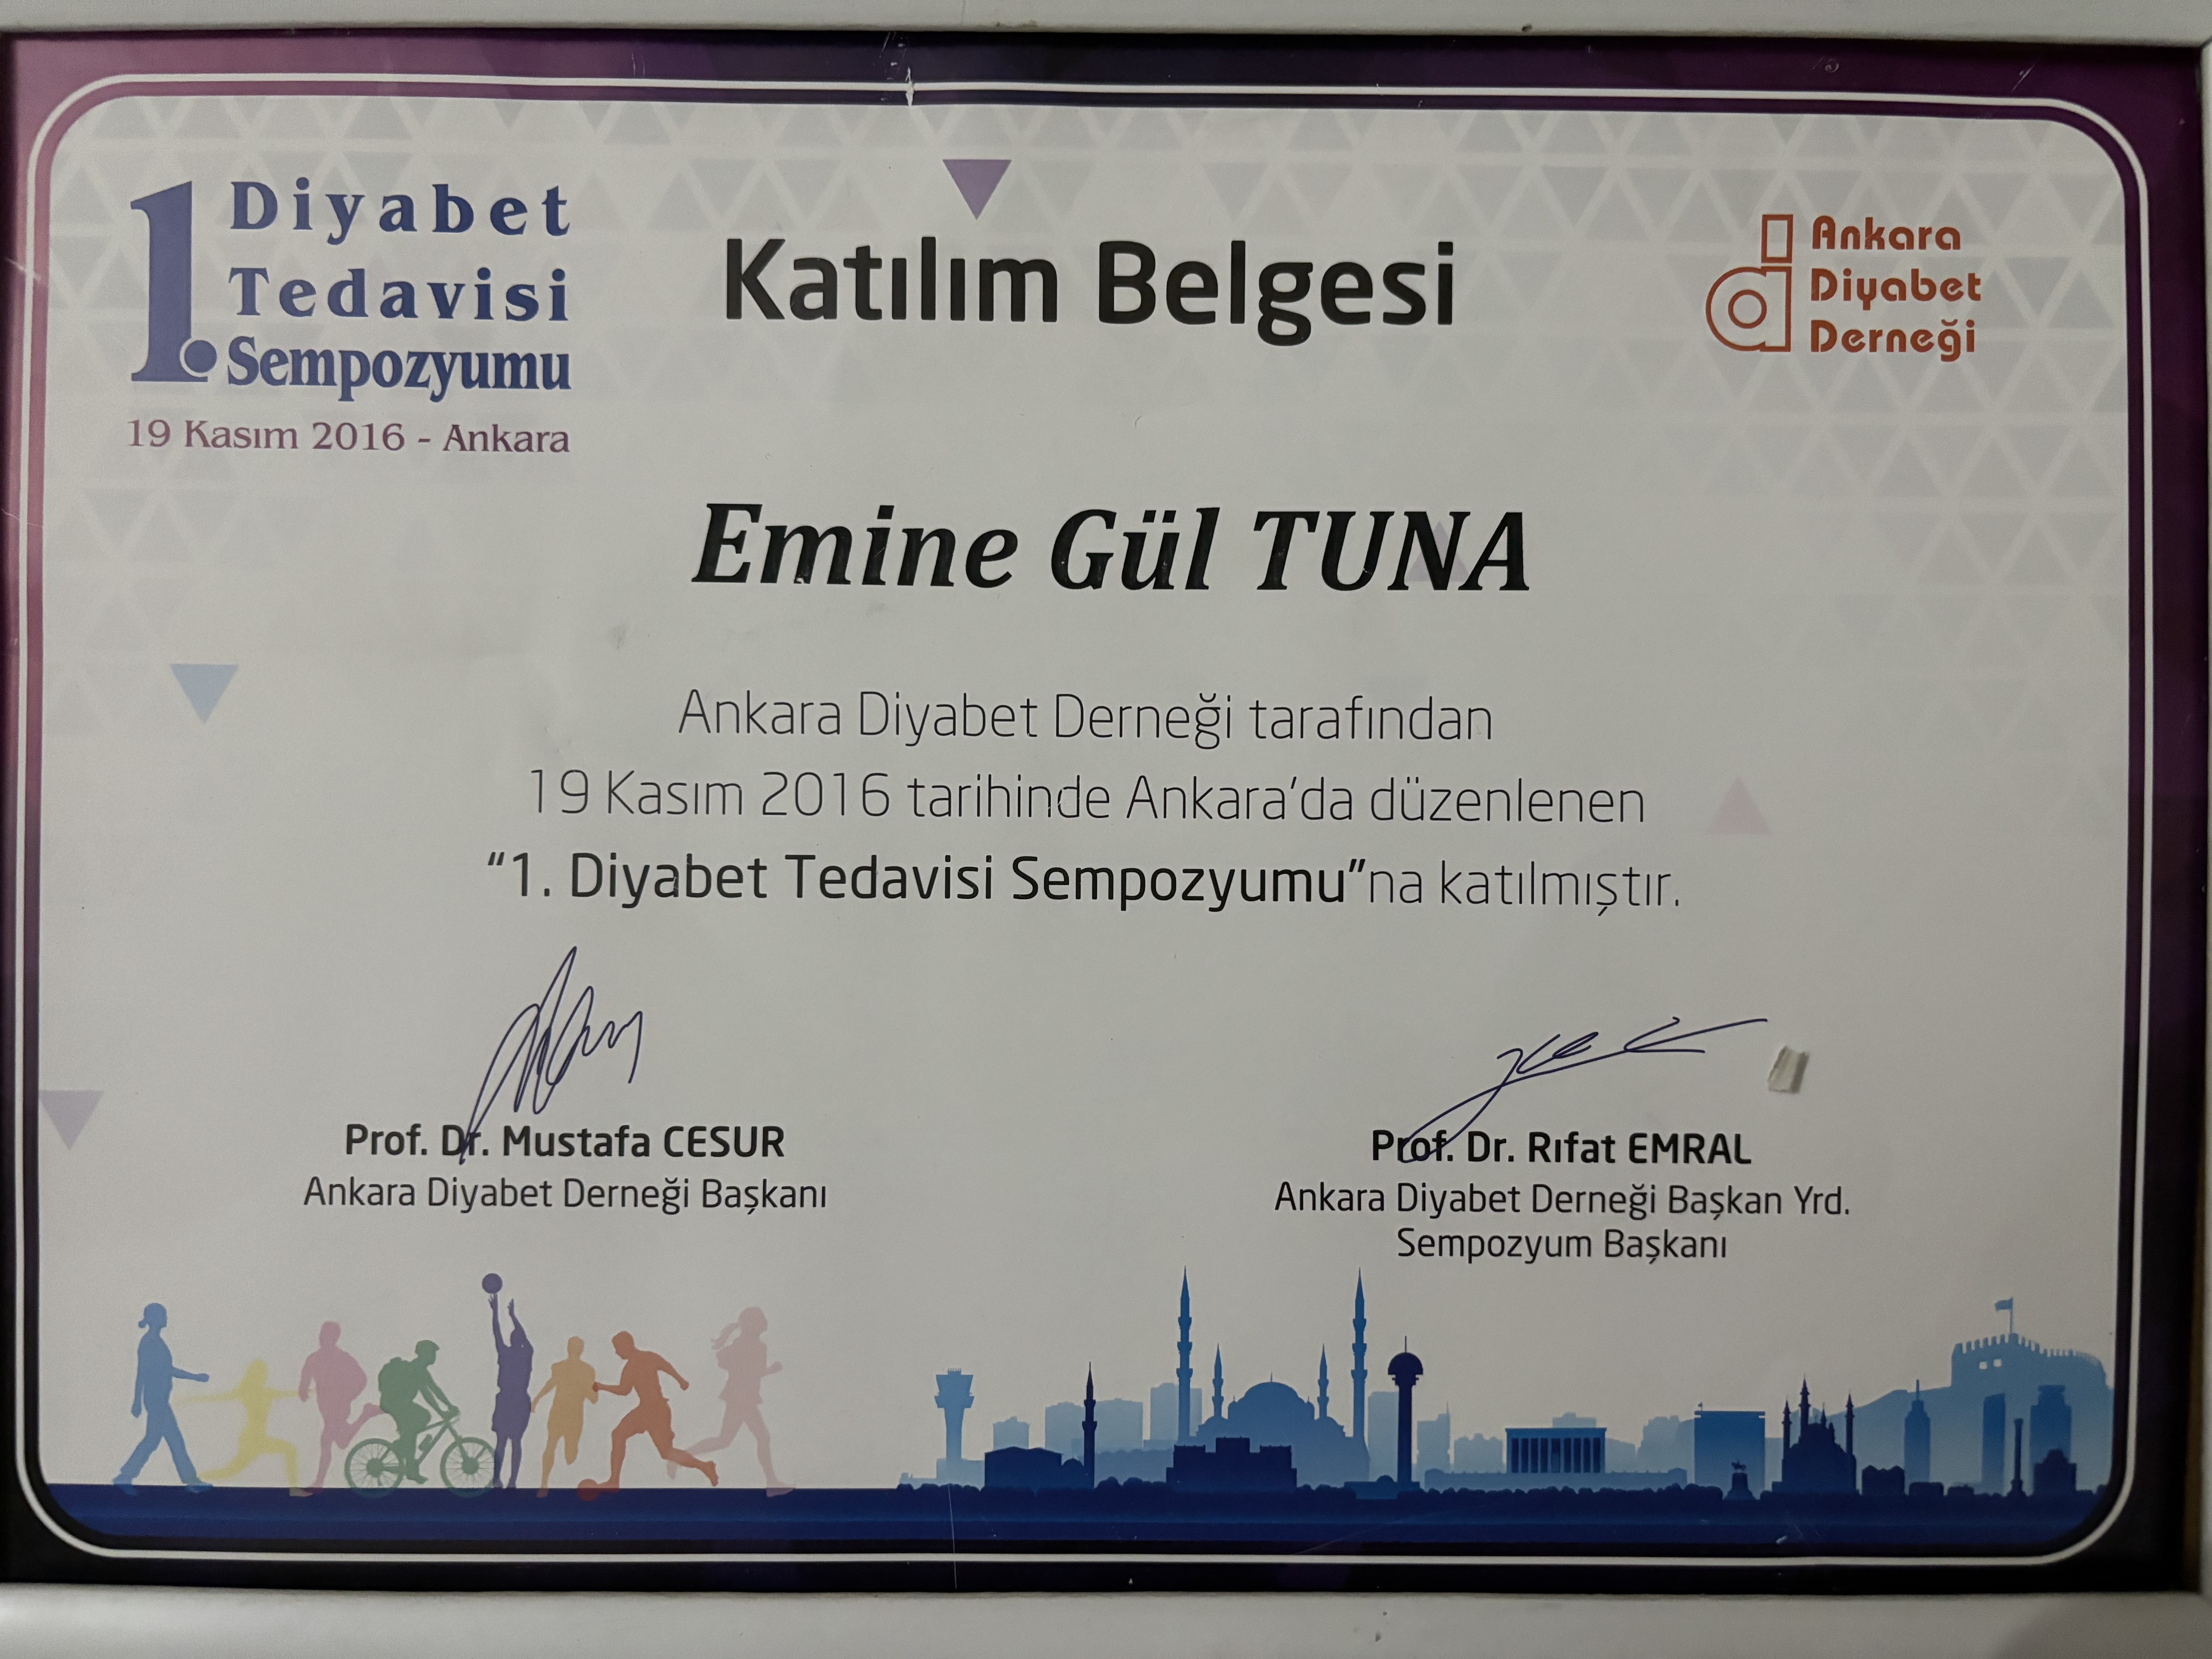 1. Diyabet
Tedavisi
Sempozyumu
19 Kasım 2016 - Ankara
Katılım Belgesi
Ankara
Diyabet
Derneği
Emine Gül TUNA
Ankara Diyabet Derneği tarafından
19 Kasım 2016 tarihinde Ankara’da düzenlenen
“1. Diyabet Tedavisi Sempozyumu”na katılmıştır.
Prof. Dr. Mustafa CESUR
Ankara Diyabet Derneği Başkanı
Prof. Dr. Rıfat EMRAL
Ankara Diyabet Derneği Başkan Yrd.
Sempozyum Başkanı